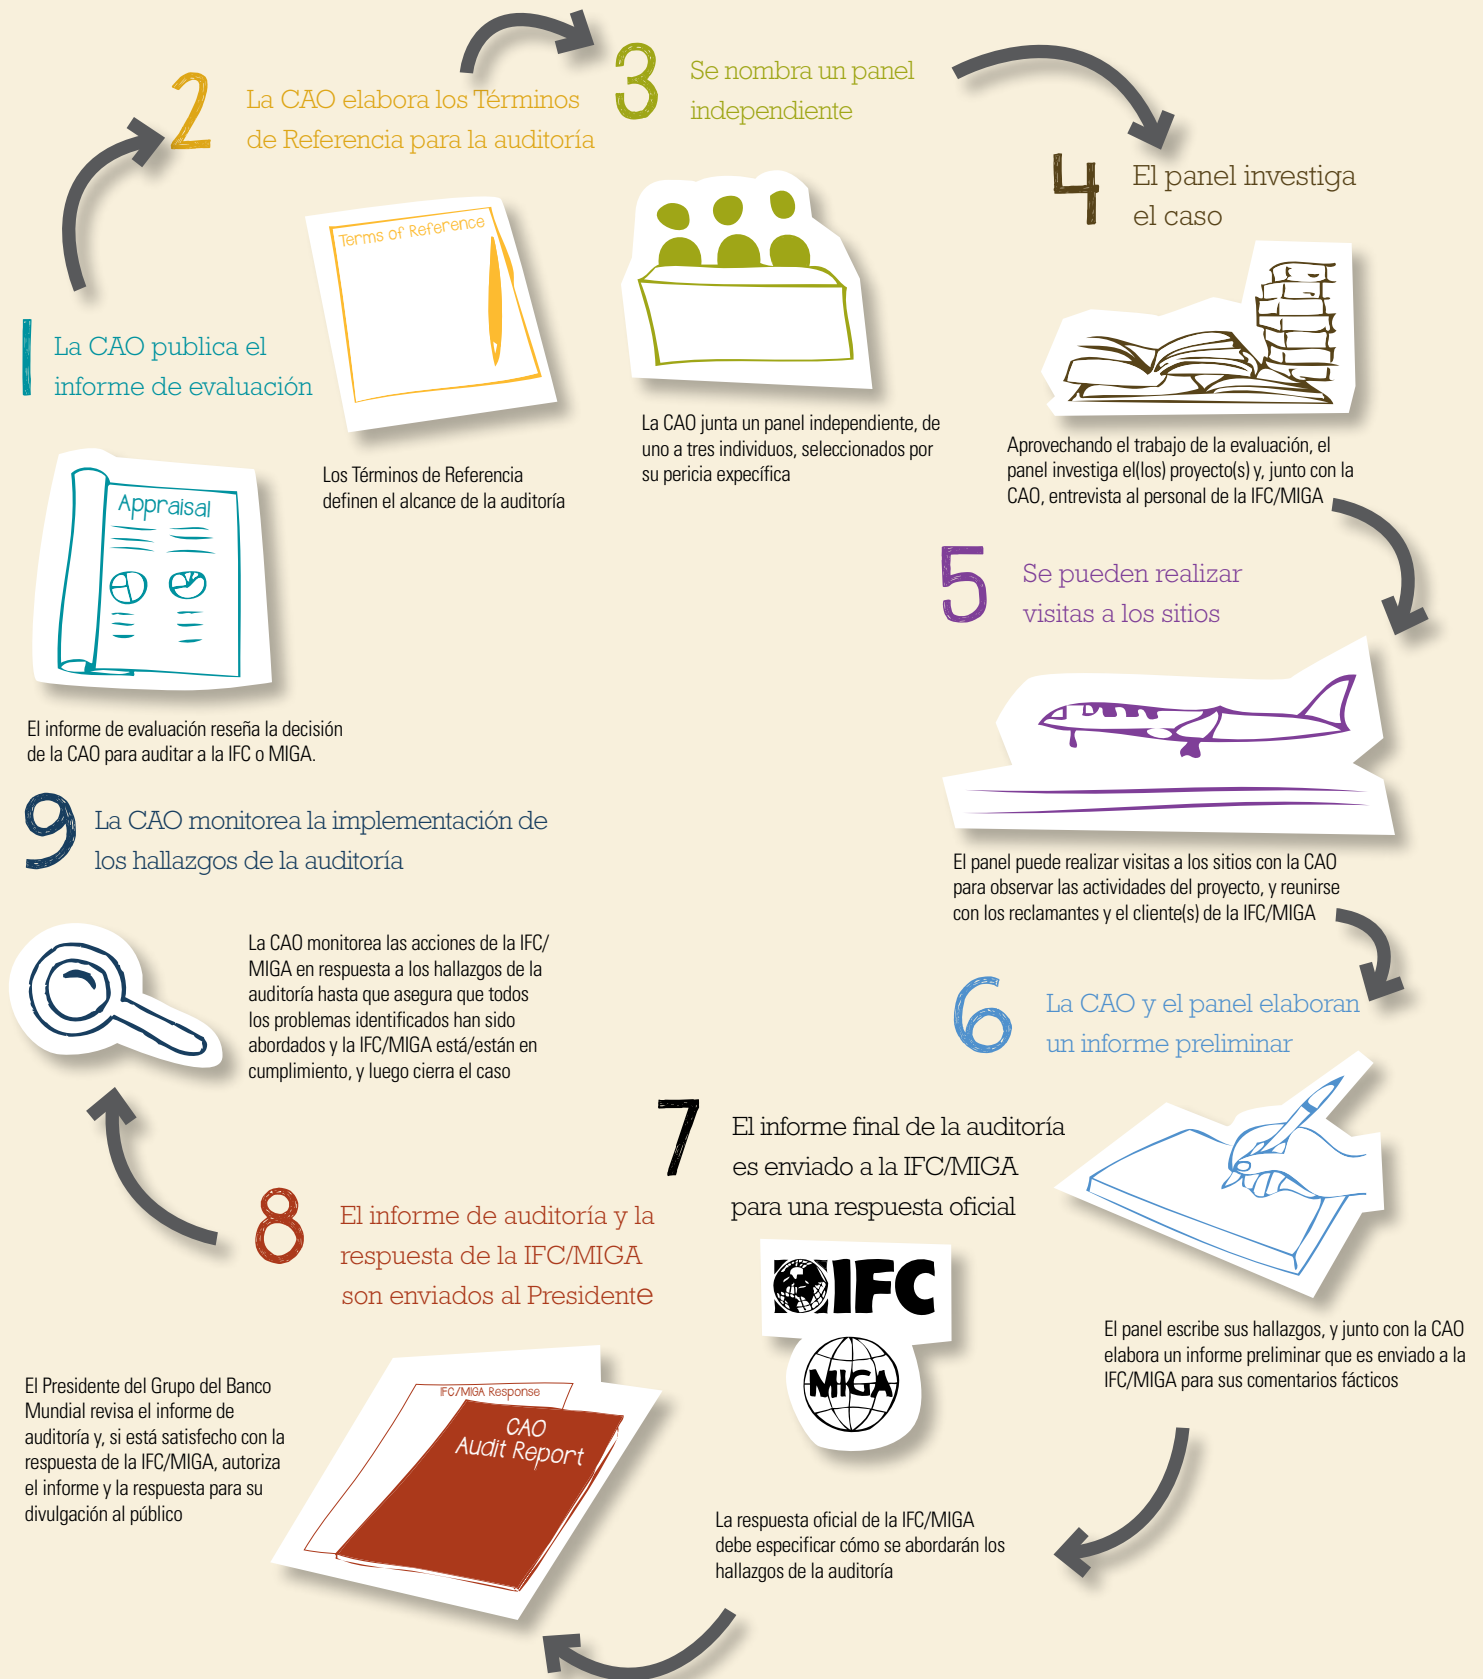 1
La CAO publica el
informe de evaluación
Appraisal
El informe de evaluación reseña la decisión
de la CAO para auditar a la IFC o MIGA.
2
La CAO elabora los Términos
de Referencia para la auditoría
Terms of Reference
Los Términos de Referencia
definen el alcance de la auditoría
3
Se nombra un panel
independiente
La CAO junta un panel independiente, de
uno a tres individuos, seleccionados por
su pericia expecífica
4
El panel investiga
el caso
Aprovechando el trabajo de la evaluación, el
panel investiga el(los) proyecto(s) y, junto con la
CAO, entrevista al personal de la IFC/MIGA
5
Se pueden realizar
visitas a los sitios
El panel puede realizar visitas a los sitios con la CAO
para observar las actividades del proyecto, y reunirse
con los reclamantes y el cliente(s) de la IFC/MIGA
6
La CAO y el panel elaboran
un informe preliminar
El panel escribe sus hallazgos, y junto con la CAO
elabora un informe preliminar que es enviado a la
IFC/MIGA para sus comentarios fácticos
7
El informe final de la auditoría
es enviado a la IFC/MIGA
para una respuesta oficial
IFC
MIGA
La respuesta oficial de la IFC/MIGA
debe especificar cómo se abordarán los
hallazgos de la auditoría
8
El informe de auditoría y la
respuesta de la IFC/MIGA
son enviados al Presidente
IFC/MIGA Response
CAO
Audit Report
El Presidente del Grupo del Banco
Mundial revisa el informe de
auditoría y, si está satisfecho con la
respuesta de la IFC/MIGA, autoriza
el informe y la respuesta para su
divulgación al público
9
La CAO monitorea la implementación de
los hallazgos de la auditoría
La CAO monitorea las acciones de la IFC/
MIGA en respuesta a los hallazgos de la
auditoría hasta que asegura que todos
los problemas identificados han sido
abordados y la IFC/MIGA está/están en
cumplimiento, y luego cierra el caso